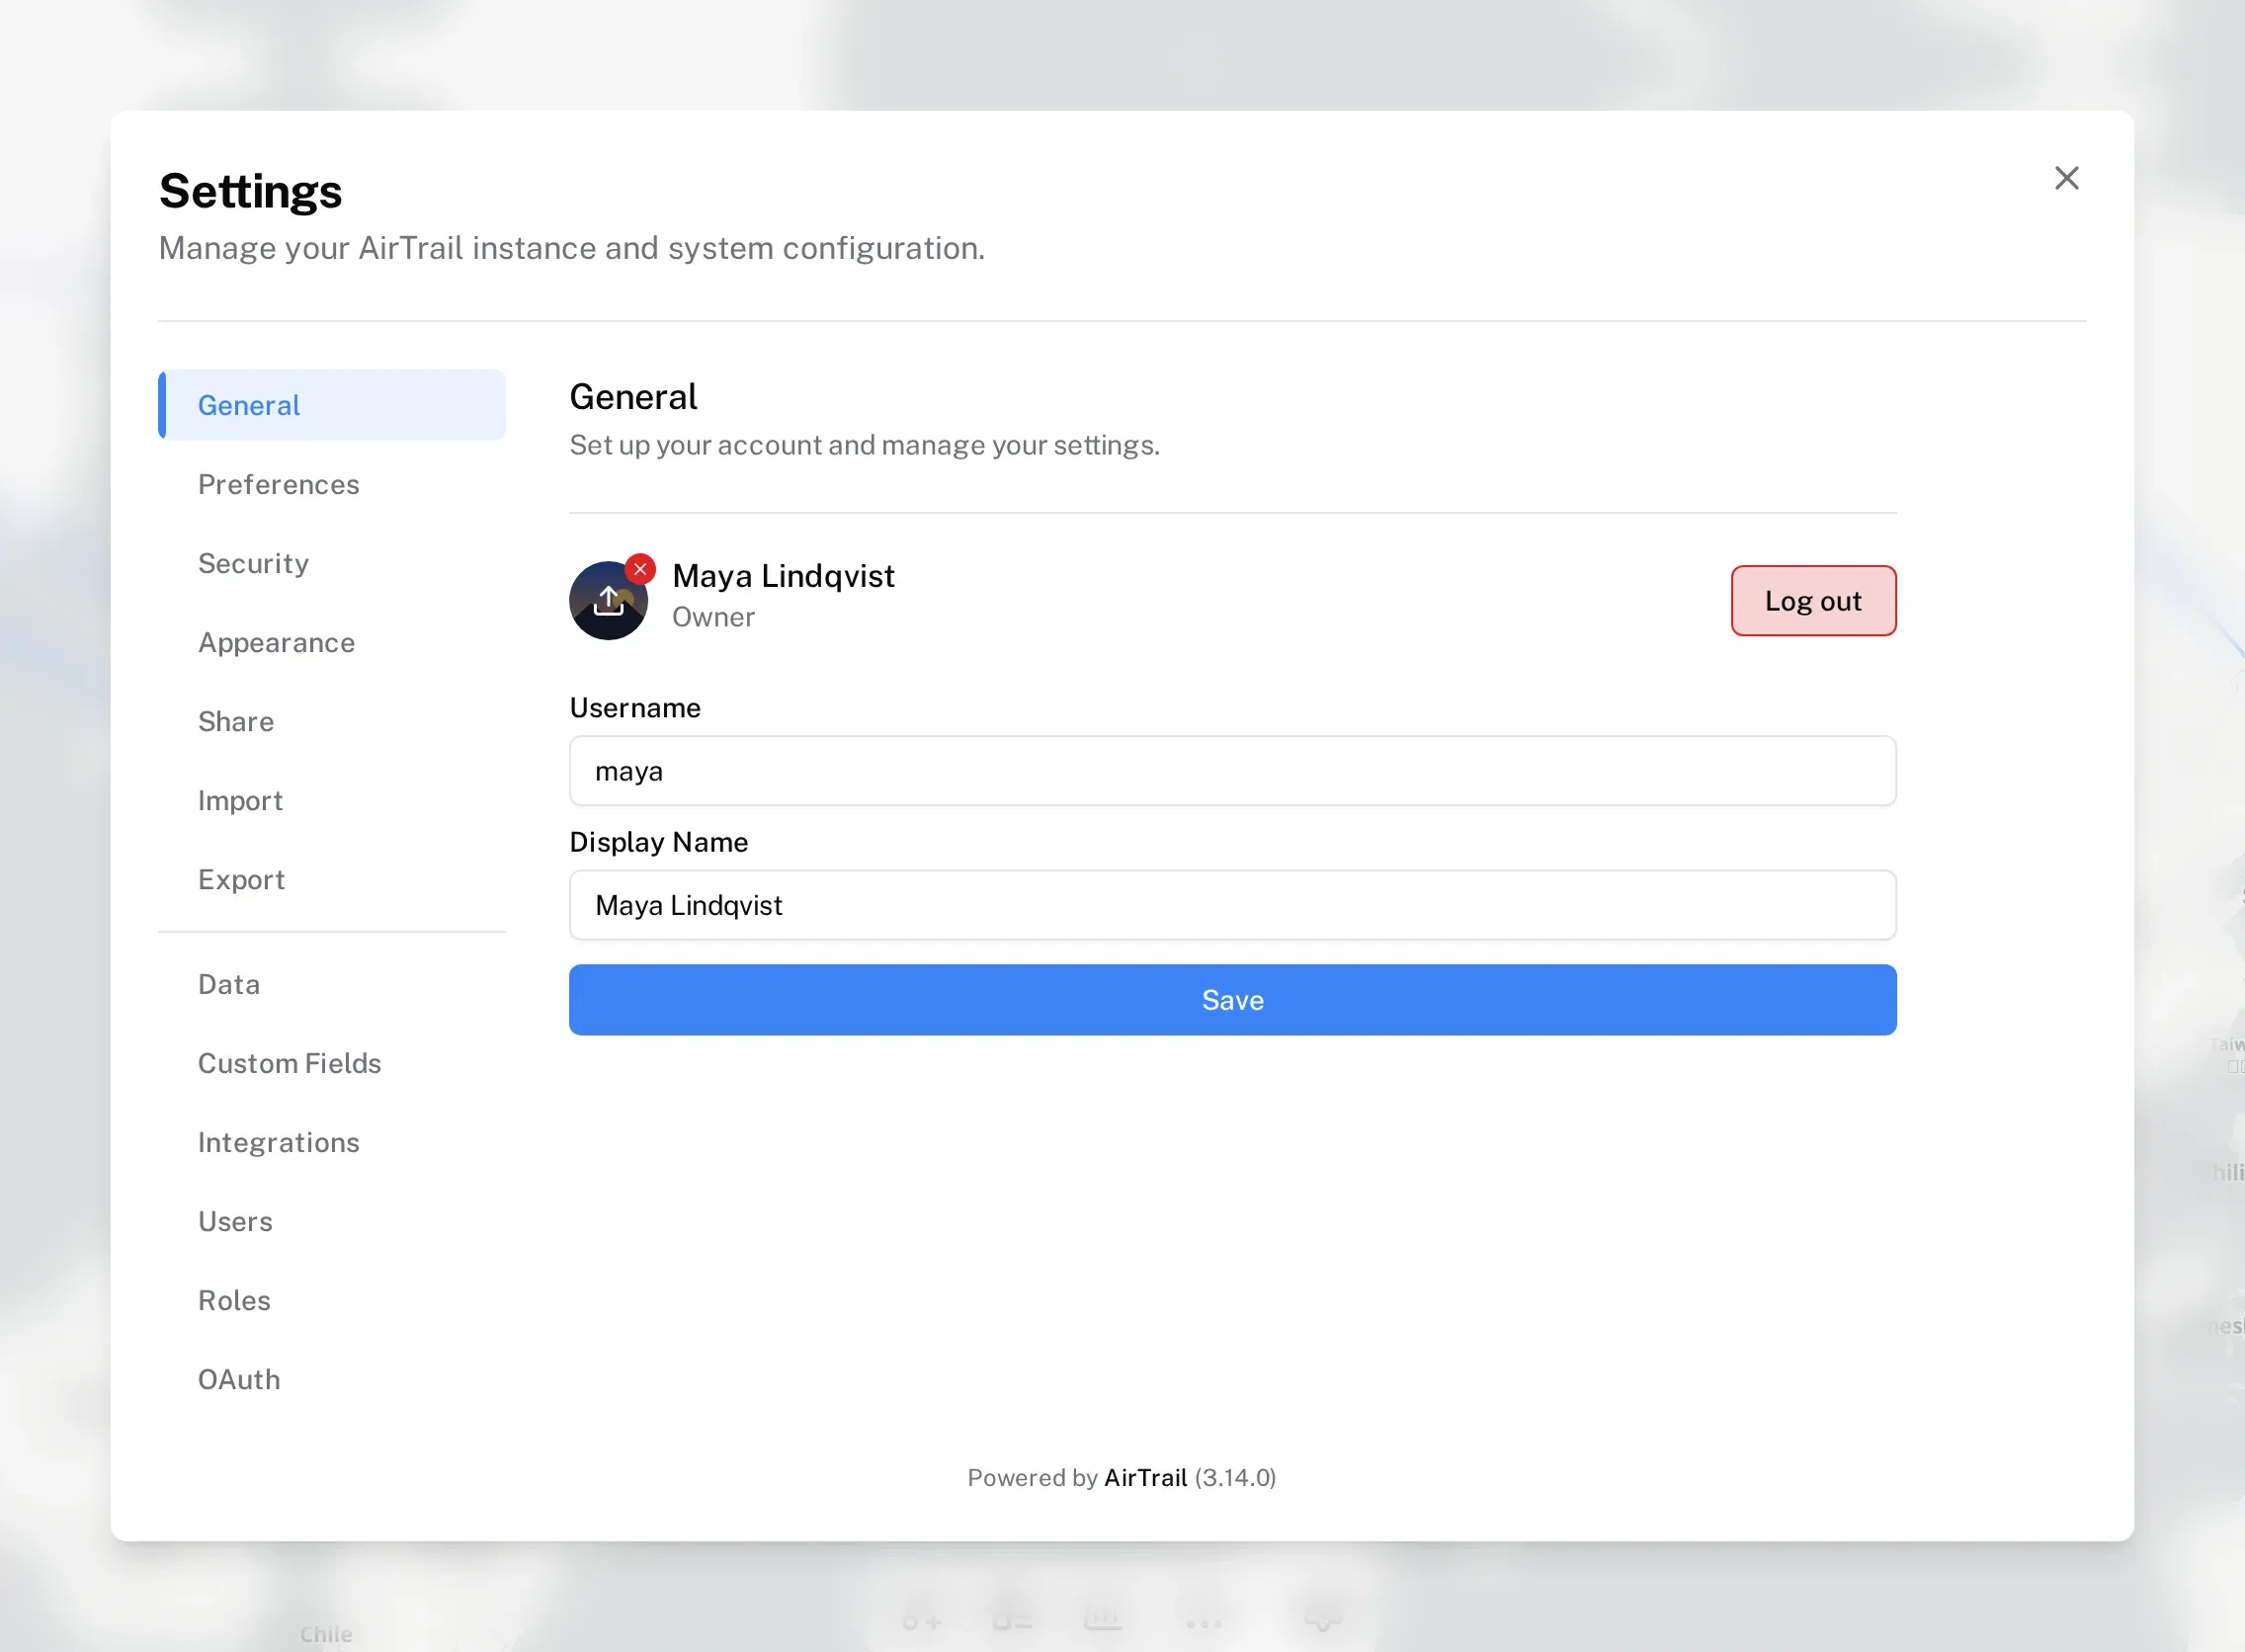 Settings
Manage your AirTrail instance and system configuration.
General
Preferences
Security
Appearance
Share
Import
Export
Data
Custom Fields
Integrations
Users
Roles
OAuth
General
Set up your account and manage your settings.
Maya Lindqvist
Owner
Log out
Username
maya
Display Name
Maya Lindqvist
Save
Powered by AirTrail (3.14.0)
Chile